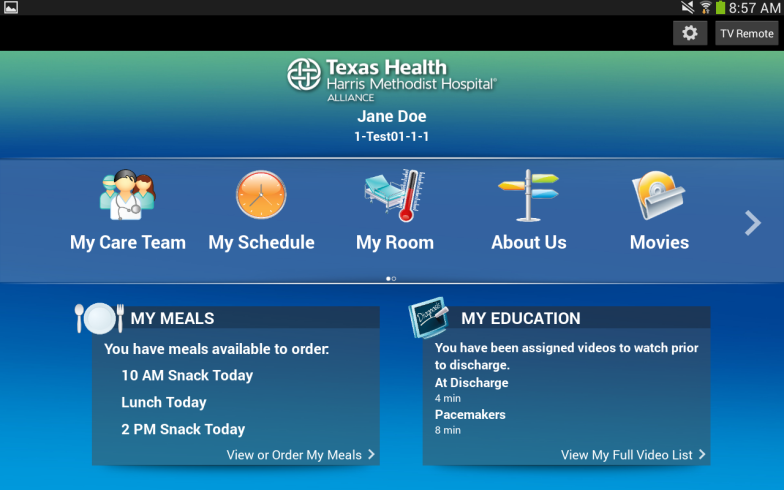 8:57 AM
TV Remote
Texas Health
Harris Methodist Hospital®
ALLIANCE
Jane Doe
1-Test01-1-1
My Care Team
My Schedule
My Room
About Us
Movies
MY MEALS
You have meals available to order:
10 AM Snack Today
Lunch Today
2 PM Snack Today
View or Order My Meals
Diagnosis
MY EDUCATION
You have been assigned videos to watch prior
to discharge.
At Discharge
4 min
Pacemakers
8 min
View My Full Video List